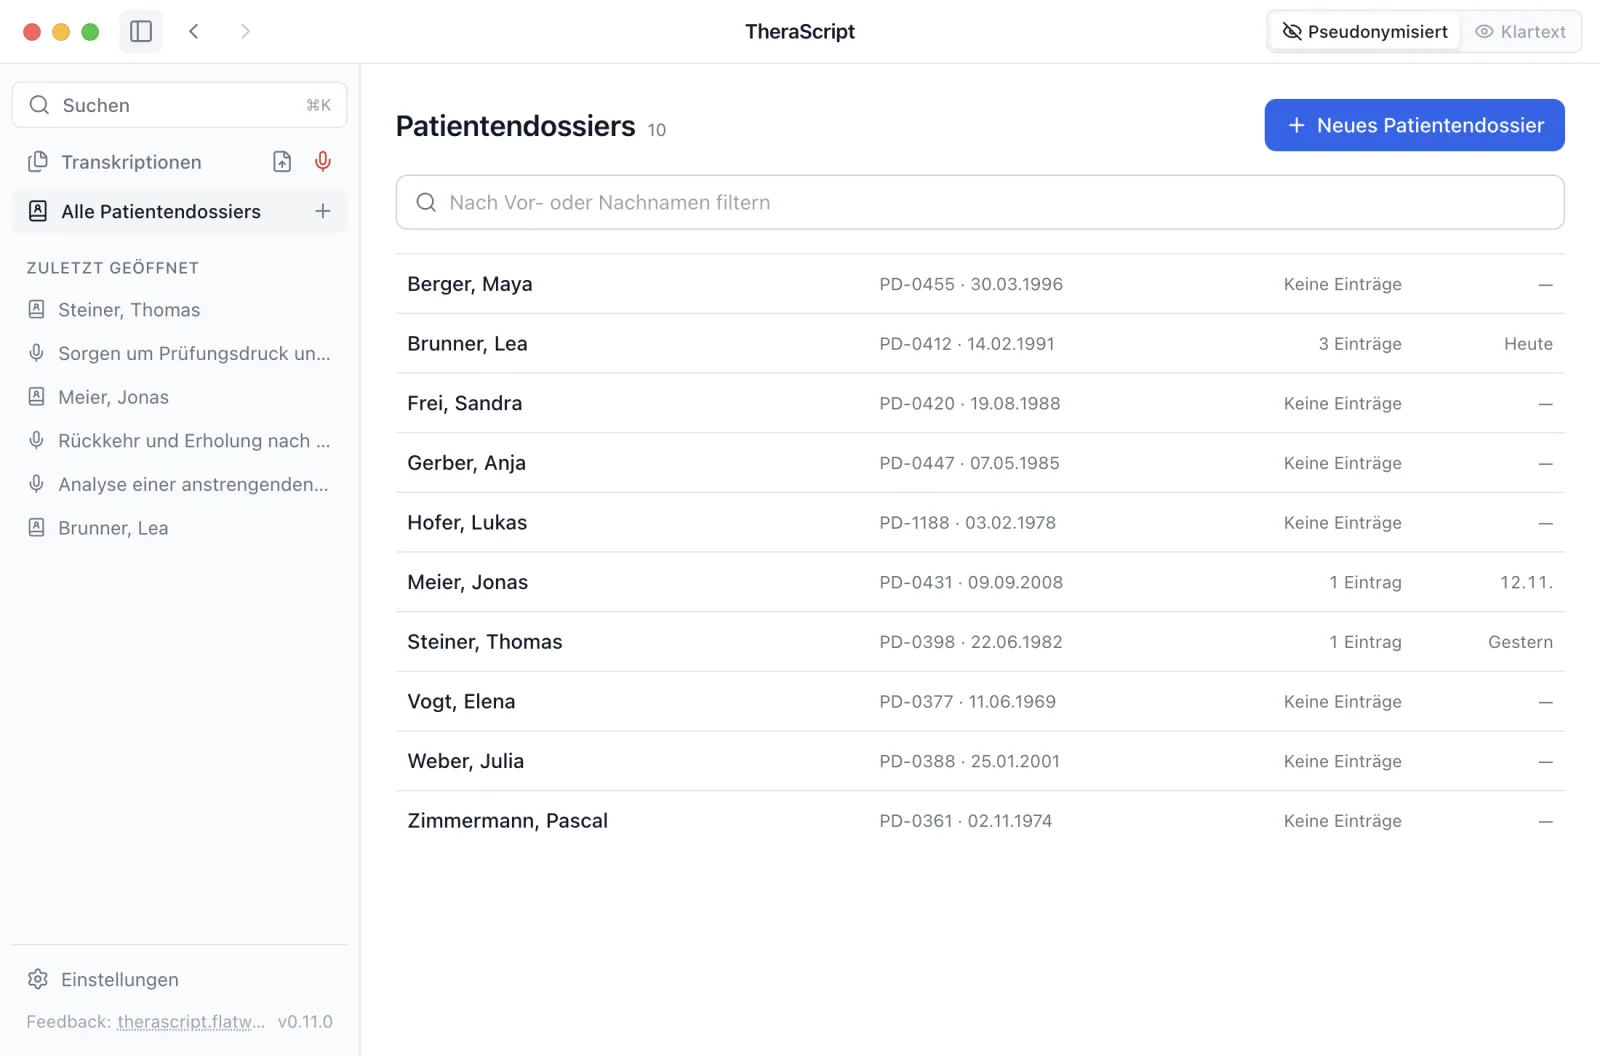 TheraScript
Pseudonymisiert
Klartext
Suchen ⌘K
Transkriptionen
Alle Patientendossiers
ZULETZT GEÖFFNET
Steiner, Thomas
Sorgen um Prüfungsdruck un...
Meier, Jonas
Rückkehr und Erholung nach ...
Analyse einer anstrengenden...
Brunner, Lea
Einstellungen
Feedback: therascript.flatw... v0.11.0
Patientendossiers 10
+ Neues Patientendossier
Nach Vor- oder Nachnamen filtern
Berger, Maya PD-0455 · 30.03.1996 Keine Einträge —
Brunner, Lea PD-0412 · 14.02.1991 3 Einträge Heute
Frei, Sandra PD-0420 · 19.08.1988 Keine Einträge —
Gerber, Anja PD-0447 · 07.05.1985 Keine Einträge —
Hofer, Lukas PD-1188 · 03.02.1978 Keine Einträge —
Meier, Jonas PD-0431 · 09.09.2008 1 Eintrag 12.11.
Steiner, Thomas PD-0398 · 22.06.1982 1 Eintrag Gestern
Vogt, Elena PD-0377 · 11.06.1969 Keine Einträge —
Weber, Julia PD-0388 · 25.01.2001 Keine Einträge —
Zimmermann, Pascal PD-0361 · 02.11.1974 Keine Einträge —